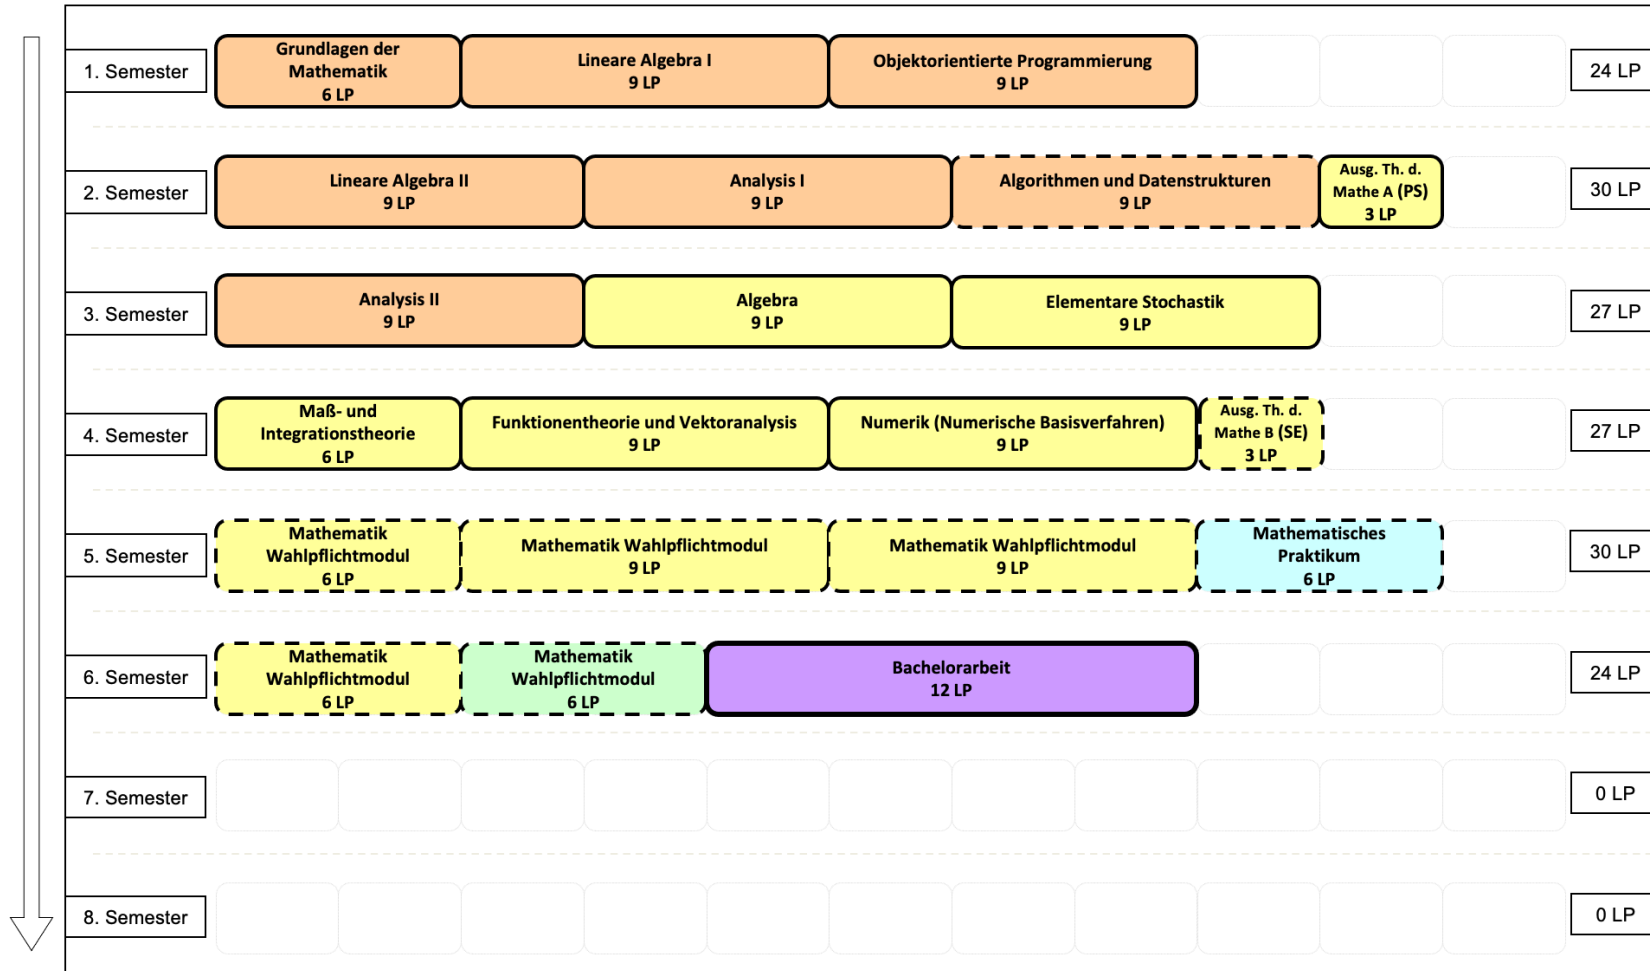 1. Semester
Grundlagen der
Mathematik
6 LP
Lineare Algebra I
9 LP
Objektorientierte Programmierung
9 LP
24 LP
2. Semester
Lineare Algebra II
9 LP
Analysis I
9 LP
Algorithmen und Datenstrukturen
9 LP
Ausg. Th. d.
Mathe A (PS)
3 LP
30 LP
3. Semester
Analysis II
9 LP
Algebra
9 LP
Elementare Stochastik
9 LP
27 LP
4. Semester
Maß- und
Integrationstheorie
6 LP
Funktionentheorie und Vektoranalysis
9 LP
Numerik (Numerische Basisverfahren)
9 LP
Ausg. Th. d.
Mathe B (SE)
3 LP
27 LP
5. Semester
Mathematik
Wahlpflichtmodul
6 LP
Mathematik Wahlpflichtmodul
9 LP
Mathematik Wahlpflichtmodul
9 LP
Mathematisches
Praktikum
6 LP
30 LP
6. Semester
Mathematik
Wahlpflichtmodul
6 LP
Mathematik
Wahlpflichtmodul
6 LP
Bachelorarbeit
12 LP
24 LP
7. Semester
0 LP
8. Semester
0 LP